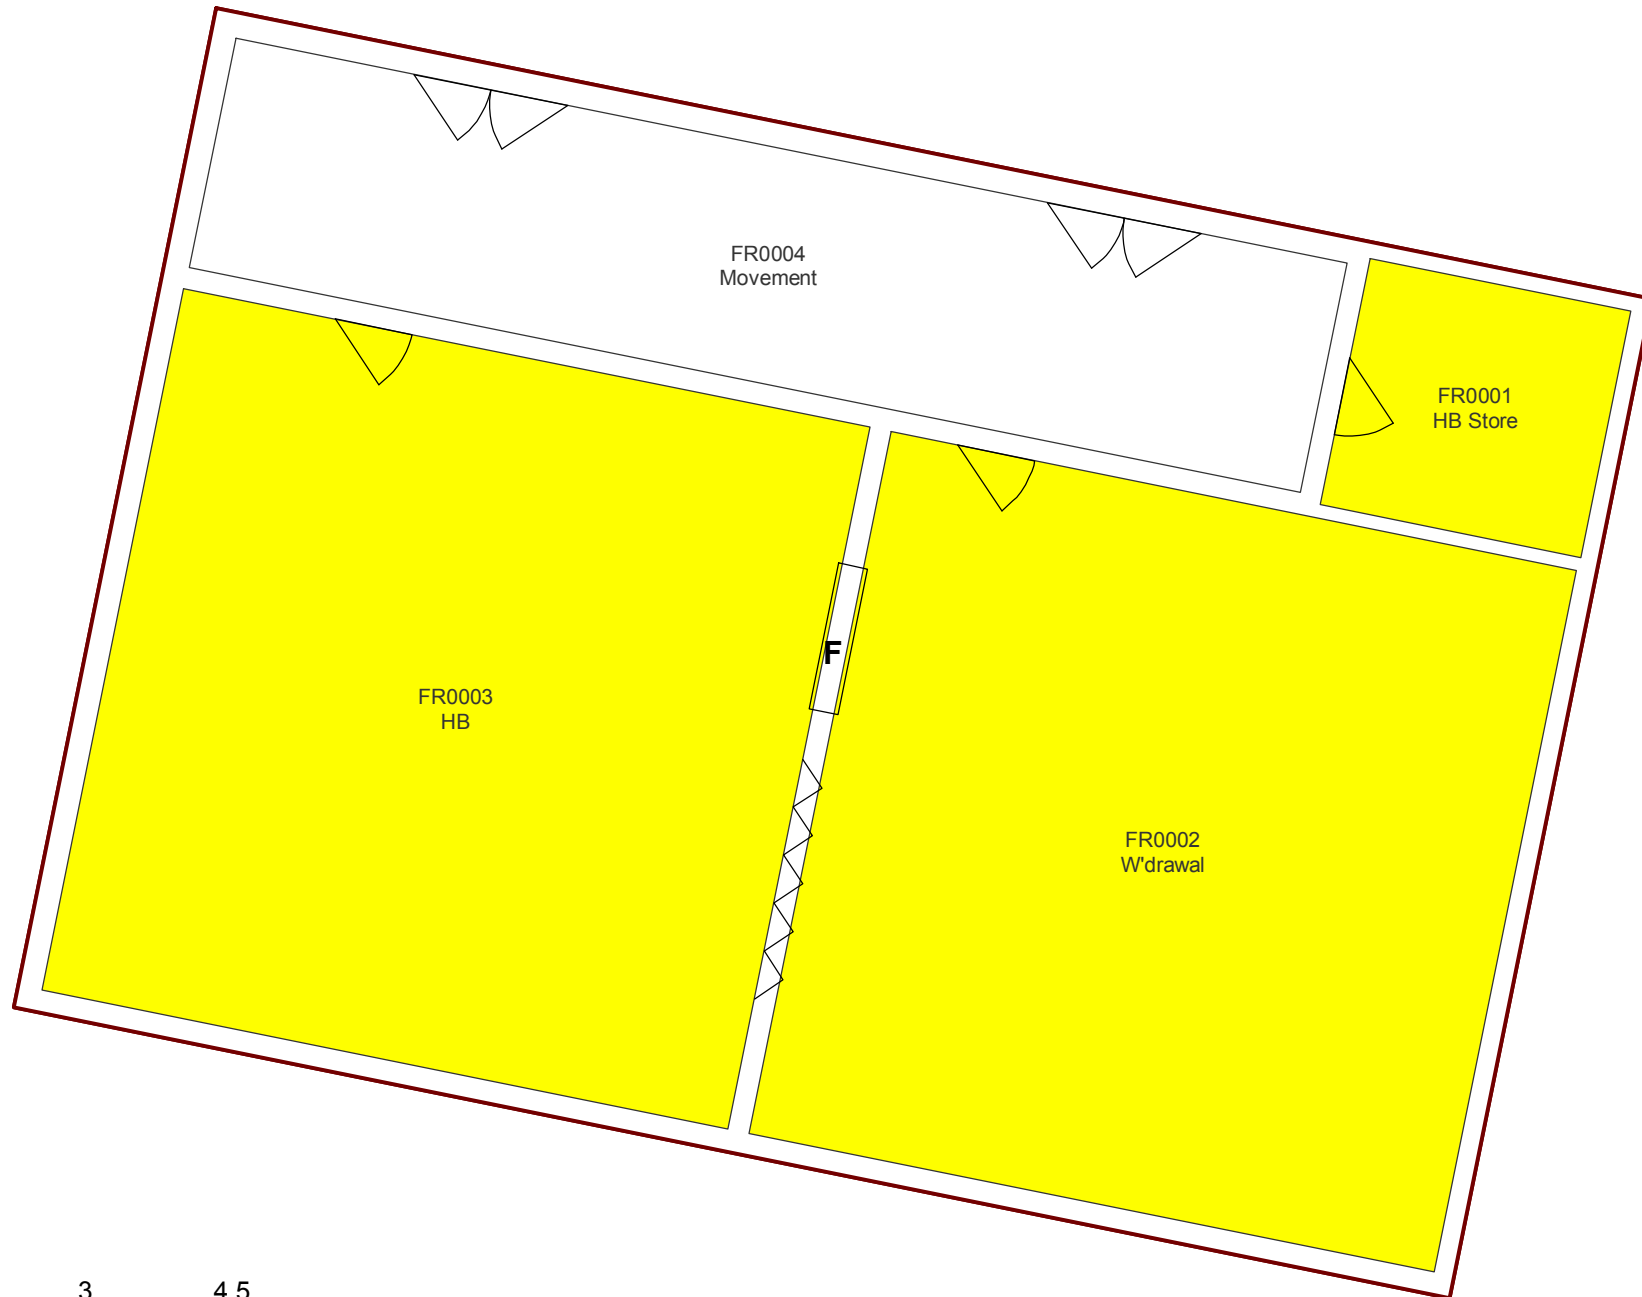 FR0004
Movement
FR0001
HB Store
F
FR0003
HB
FR0002
W'drawal
3 4.5